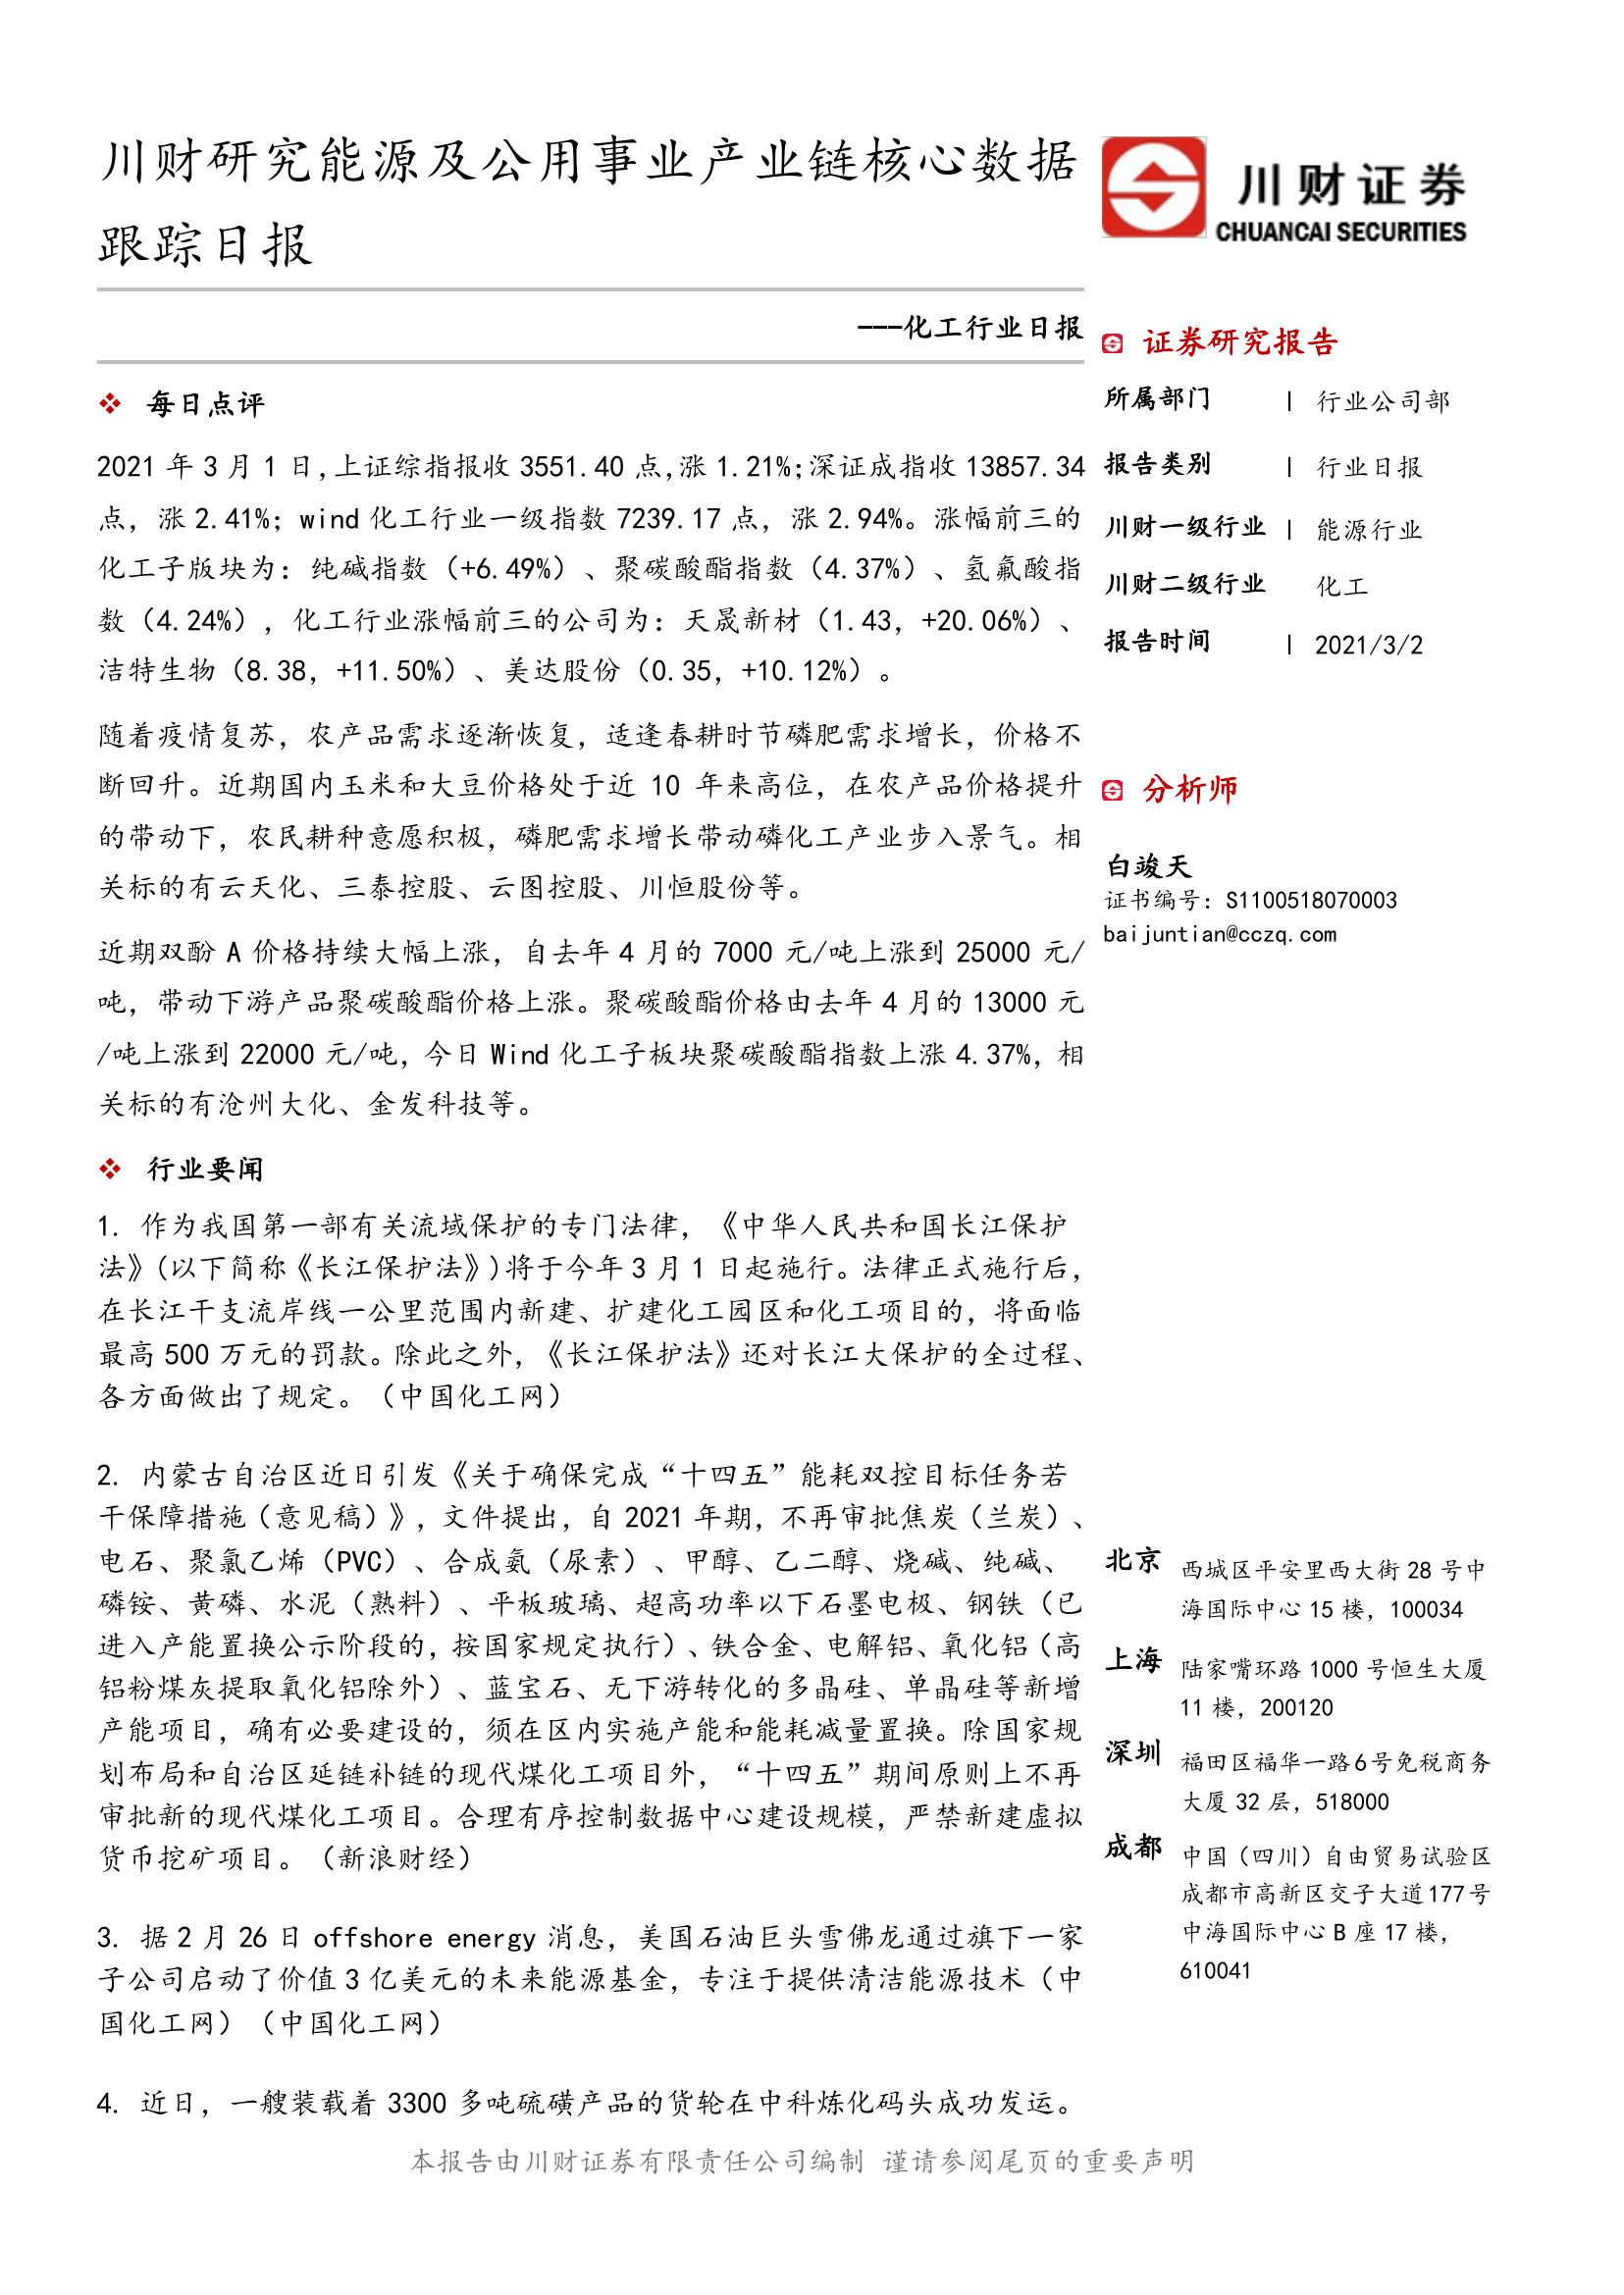 川财研究能源及公用事业产业链核心数据
跟踪日报
---化工行业日报
每日点评
2021 年 3 月 1 日,上证综指报收 3551.40 点,涨 1.21%;深证成指收 13857.34
点，涨 2.41%；wind 化工行业一级指数 7239.17 点，涨 2.94%。涨幅前三的
化工子版块为：纯碱指数（+6.49%）、聚碳酸酯指数（4.37%）、氢氟酸指
数（4.24%），化工行业涨幅前三的公司为：天晟新材（1.43，+20.06%）、
洁特生物（8.38，+11.50%）、美达股份（0.35，+10.12%）。
随着疫情复苏，农产品需求逐渐恢复，适逢春耕时节磷肥需求增长，价格不
断回升。近期国内玉米和大豆价格处于近 10 年来高位，在农产品价格提升
的带动下，农民耕种意愿积极，磷肥需求增长带动磷化工产业步入景气。相
关标的有云天化、三泰控股、云图控股、川恒股份等。
近期双酚 A 价格持续大幅上涨，自去年 4 月的 7000 元/吨上涨到 25000 元/
吨，带动下游产品聚碳酸酯价格上涨。聚碳酸酯价格由去年 4 月的 13000 元
/吨上涨到 22000 元/吨，今日 Wind 化工子板块聚碳酸酯指数上涨 4.37%，相
关标的有沧州大化、金发科技等。
行业要闻
1. 作为我国第一部有关流域保护的专门法律，《中华人民共和国长江保护
法》(以下简称《长江保护法》)将于今年 3 月 1 日起施行。法律正式施行后，
在长江干支流岸线一公里范围内新建、扩建化工园区和化工项目的，将面临
最高 500 万元的罚款。除此之外，《长江保护法》还对长江大保护的全过程、
各方面做出了规定。（中国化工网）
2. 内蒙古自治区近日引发《关于确保完成“十四五”能耗双控目标任务若
干保障措施（意见稿）》，文件提出，自 2021 年期，不再审批焦炭（兰炭）、
电石、聚氯乙烯（PVC）、合成氨（尿素）、甲醇、乙二醇、烧碱、纯碱、
磷铵、黄磷、水泥（熟料）、平板玻璃、超高功率以下石墨电极、钢铁（已
进入产能置换公示阶段的，按国家规定执行）、铁合金、电解铝、氧化铝（高
铝粉煤灰提取氧化铝除外）、蓝宝石、无下游转化的多晶硅、单晶硅等新增
产能项目，确有必要建设的，须在区内实施产能和能耗减量置换。除国家规
划布局和自治区延链补链的现代煤化工项目外，“十四五”期间原则上不再
审批新的现代煤化工项目。合理有序控制数据中心建设规模，严禁新建虚拟
货币挖矿项目。（新浪财经）
3. 据 2 月 26 日 offshore energy 消息，美国石油巨头雪佛龙通过旗下一家
子公司启动了价值 3 亿美元的未来能源基金，专注于提供清洁能源技术（中
国化工网）（中国化工网）
4. 近日，一艘装载着 3300 多吨硫磺产品的货轮在中科炼化码头成功发运。
川财证券
CHUANCAI SECURITIES
证券研究报告
所属部门 | 行业公司部
报告类别 | 行业日报
川财一级行业 | 能源行业
川财二级行业 化工
报告时间 | 2021/3/2
分析师
白竣天
证书编号：S1100518070003
baijuntian@cczq.com
北京 西城区平安里西大街 28 号中
海国际中心 15 楼，100034
上海 陆家嘴环路 1000 号恒生大厦
11 楼，200120
深圳 福田区福华一路 6 号免税商务
大厦 32 层，518000
成都 中国（四川）自由贸易试验区
成都市高新区交子大道 177 号
中海国际中心 B 座 17 楼，
610041
本报告由川财证券有限责任公司编制 谨请参阅尾页的重要声明